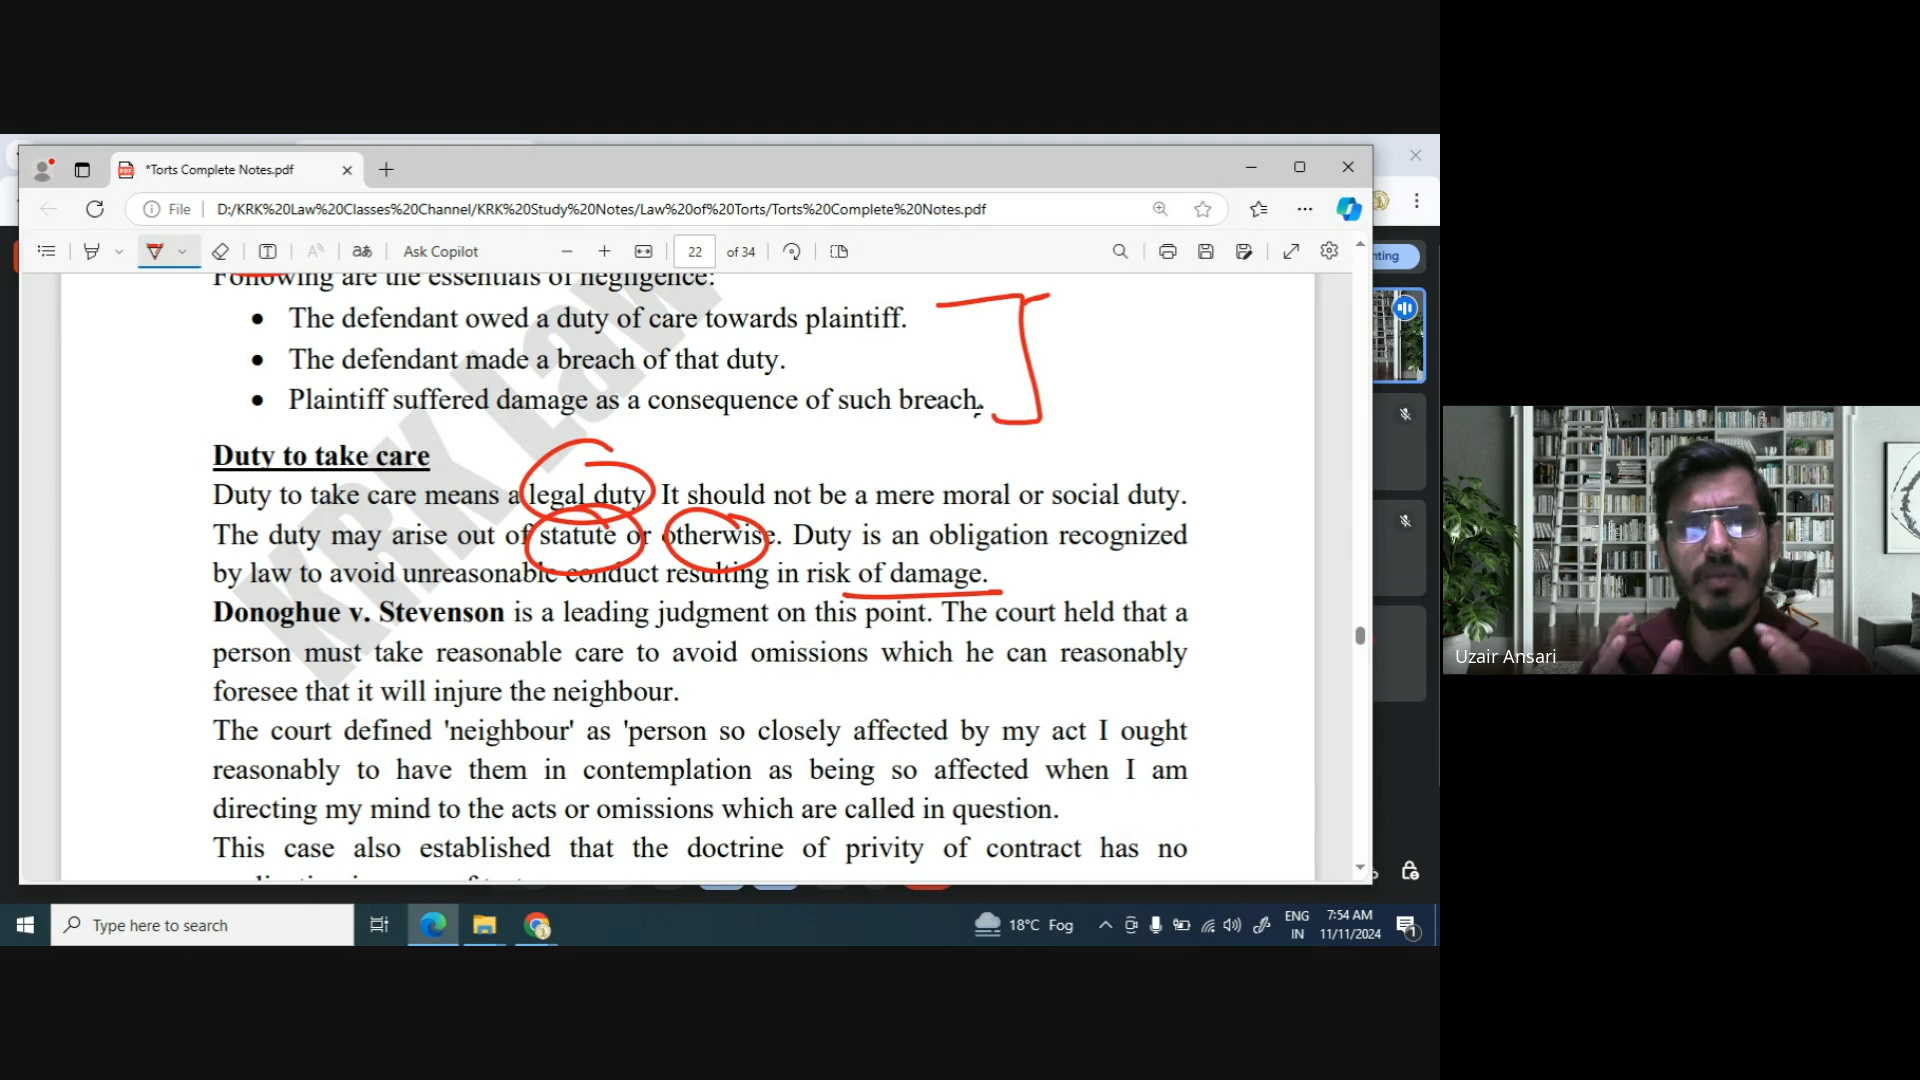 *Torts Complete Notes.pdf
File D:/KRK%20Law%20Classes%20Channel/KRK%20Study%20Notes/Law%20of%20Torts/Torts%20Complete%20Notes.pdf
Ask Copilot
22 of 34
nting
Following are the essentials of negligence:
• The defendant owed a duty of care towards plaintiff.
• The defendant made a breach of that duty.
• Plaintiff suffered damage as a consequence of such breach.
Duty to take care
Duty to take care means a legal duty It should not be a mere moral or social duty.
The duty may arise out of statute or otherwise. Duty is an obligation recognized
by law to avoid unreasonable conduct resulting in risk of damage.
Donoghue v. Stevenson is a leading judgment on this point. The court held that a
person must take reasonable care to avoid omissions which he can reasonably
foresee that it will injure the neighbour.
The court defined 'neighbour' as 'person so closely affected by my act I ought
reasonably to have them in contemplation as being so affected when I am
directing my mind to the acts or omissions which are called in question.
This case also established that the doctrine of privity of contract has no
KRK Law
Uzair Ansari
Type here to search
18°C Fog
ENG
IN
7:54 AM
11/11/2024
1